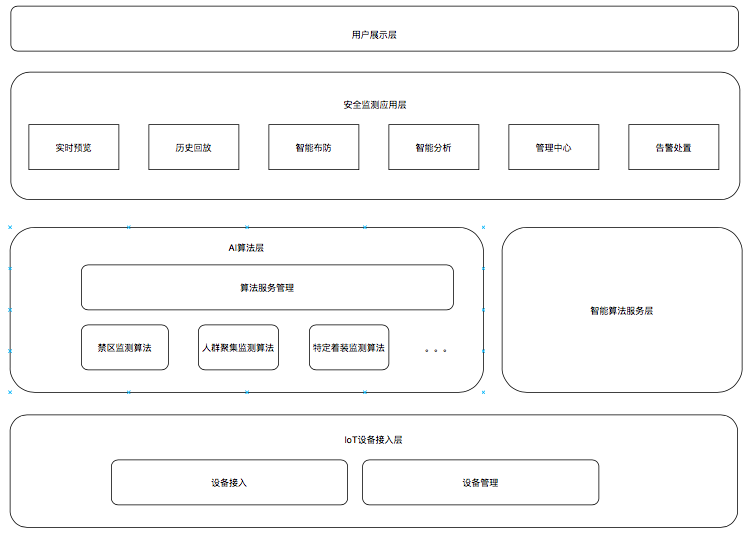 用户展示层
安全监测应用层
实时预览
历史回放
智能布防
智能分析
管理中心
告警处置
AI算法层
算法服务管理
禁区监测算法
人群聚集监测算法
特定着装监测算法
。。。
智能算法服务层
IoT设备接入层
设备接入
设备管理